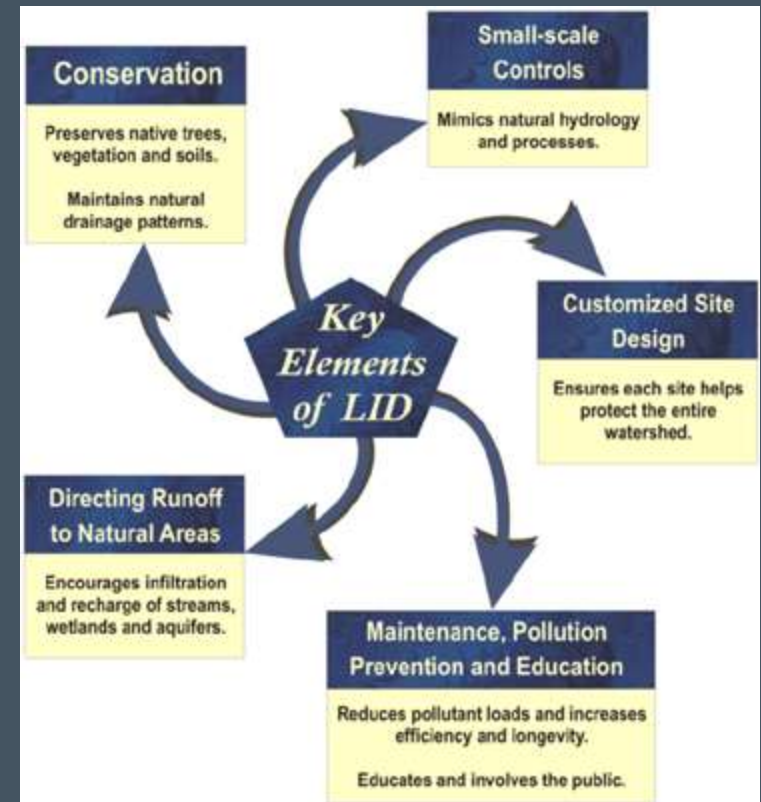 Conservation
Preserves native trees,
vegetation and soils.
Maintains natural
drainage patterns.
Small-scale
Controls
Mimics natural hydrology
and processes.
Key
Elements
of LID
Customized Site
Design
Ensures each site helps
protect the entire
watershed.
Directing Runoff
to Natural Areas
Encourages infiltration
and recharge of streams,
wetlands and aquifers.
Maintenance, Pollution
Prevention and Education
Reduces pollutant loads and increases
efficiency and longevity.
Educates and involves the public.